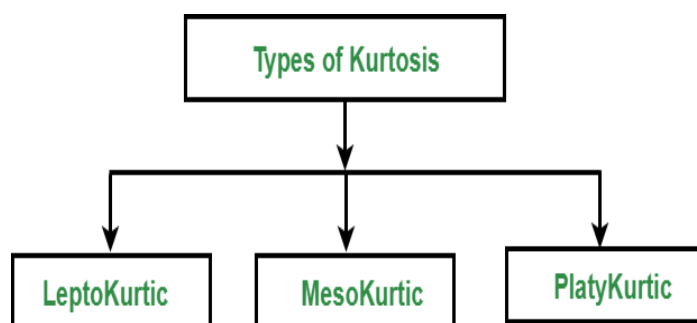 Types of Kurtosis
LeptoKurtic
MesoKurtic
PlatyKurtic